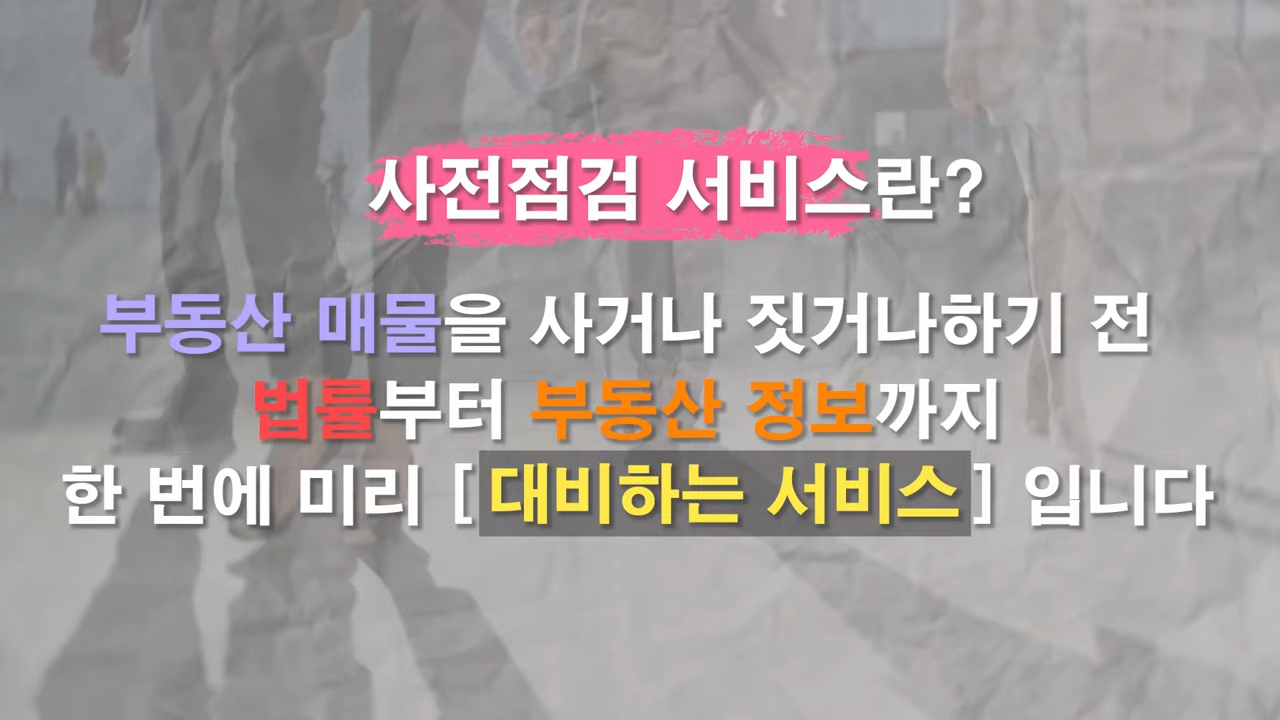 사전점검 서비스란?
부동산 매물을 사거나 짓거나하기 전
법률부터 부동산 정보까지
한 번에 미리 [대비하는 서비스] 입니다